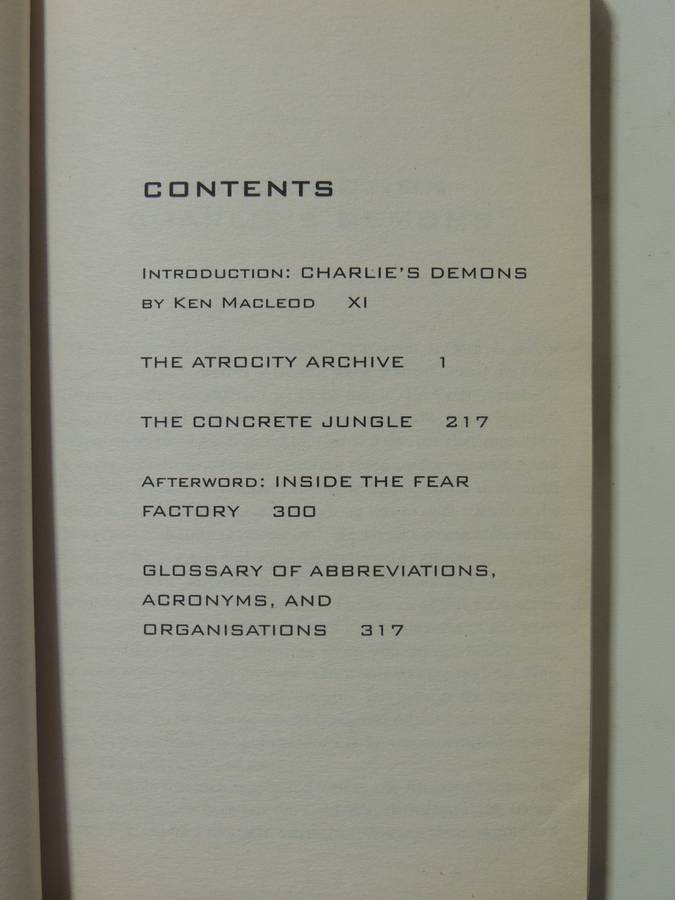 CONTENTS
INTRODUCTION: CHARLIE'S DEMONS
BY KEN MACLEOD XI
THE ATROCITY ARCHIVE 1
THE CONCRETE JUNGLE 217
AFTERWORD: INSIDE THE FEAR
FACTORY 300
GLOSSARY OF ABBREVIATIONS,
ACRONYMS, AND
ORGANISATIONS 317